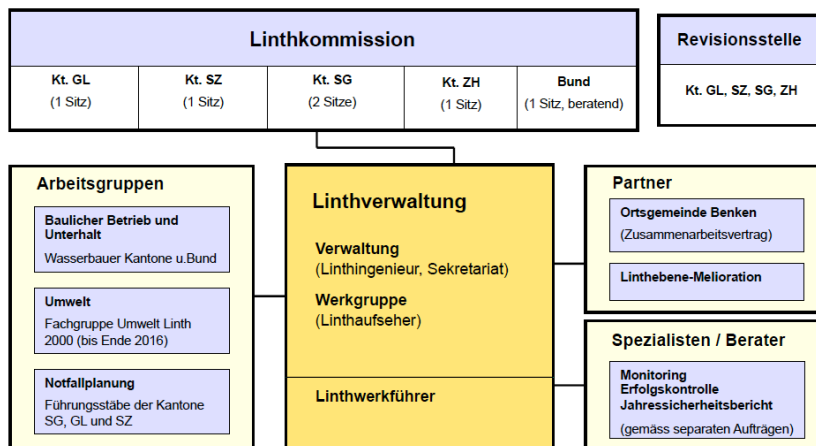 Linthkommission
Kt. GL
(1 Sitz)
Kt. SZ
(1 Sitz)
Kt. SG
(2 Sitze)
Kt. ZH
(1 Sitz)
Bund
(1 Sitz, beratend)
Revisionsstelle
Kt. GL, SZ, SG, ZH
Arbeitsgruppen
Baulicher Betrieb und
Unterhalt
Wasserbauer Kantone u.Bund
Umwelt
Fachgruppe Umwelt Linth
2000 (bis Ende 2016)
Notfallplanung
Führungsstäbe der Kantone
SG, GL und SZ
Linthverwaltung
Verwaltung
(Linthingenieur, Sekretariat)
Werkgruppe
(Linthaufseher)
Linthwerkführer
Partner
Ortsgemeinde Benken
(Zusammenarbeitsvertrag)
Linthebene-Melioration
Spezialisten / Berater
Monitoring
Erfolgskontrolle
Jahressicherheitsbericht
(gemäss separaten Aufträgen)